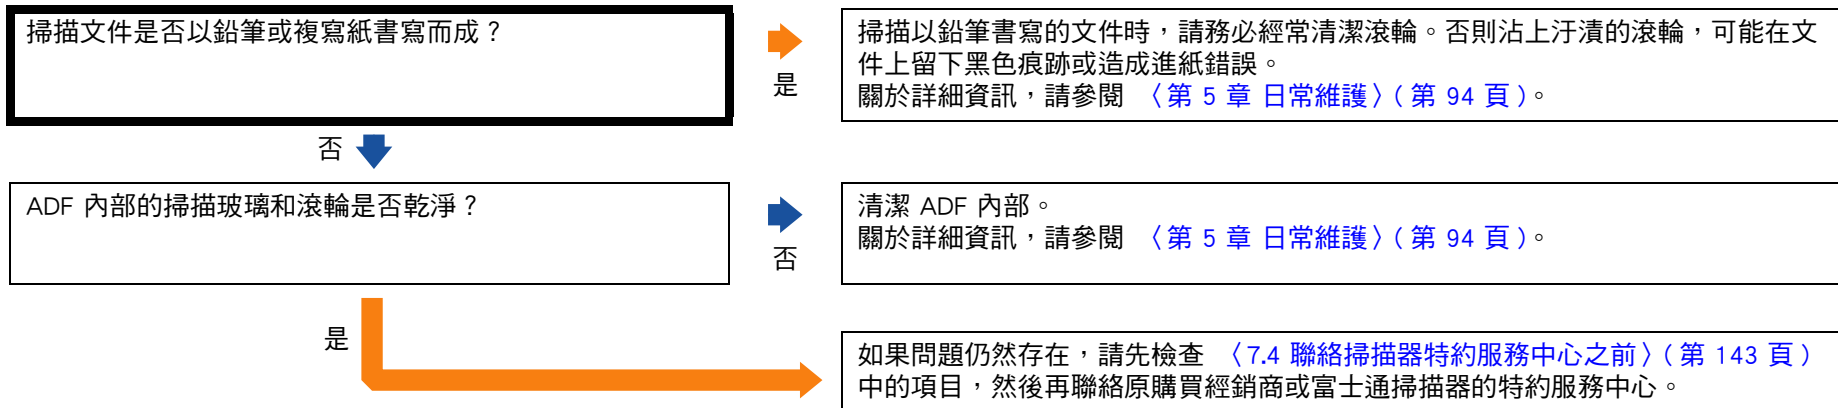 掃描文件是否以鉛筆或複寫紙書寫而成？
是
掃描以鉛筆書寫的文件時，請務必經常清潔滾輪。否則沾上汙漬的滾輪，可能在文
件上留下黑色痕跡或造成進紙錯誤。
關於詳細資訊，請參閱 〈第 5 章 日常維護〉( 第 94 頁 )。
否
ADF 內部的掃描玻璃和滾輪是否乾淨？
否
清潔 ADF 內部。
關於詳細資訊，請參閱 〈第 5 章 日常維護〉( 第 94 頁 )。
是
如果問題仍然存在，請先檢查 〈7.4 聯絡掃描器特約服務中心之前〉( 第 143 頁 )
中的項目，然後再聯絡原購買經銷商或富士通掃描器的特約服務中心。